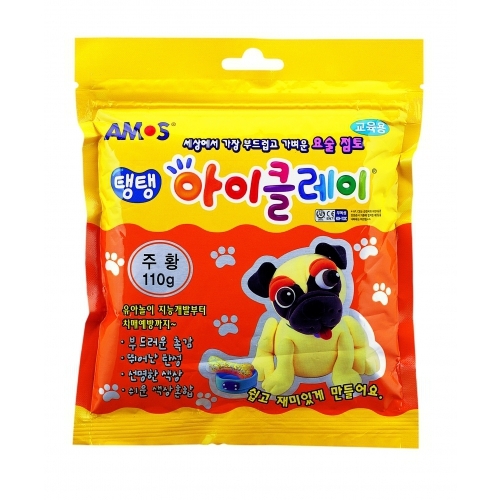 AMOS
교육용
세상에서 가장 부드럽고 가벼운 요술 점토
탱탱 아이클레이
주황
110g
유아놀이 지능개발부터
치매예방까지~
· 부드러운 촉감
· 뛰어난 탄성
· 선명한 색상
· 쉬운 색상혼합
쉽고 재미있게 만들어요.